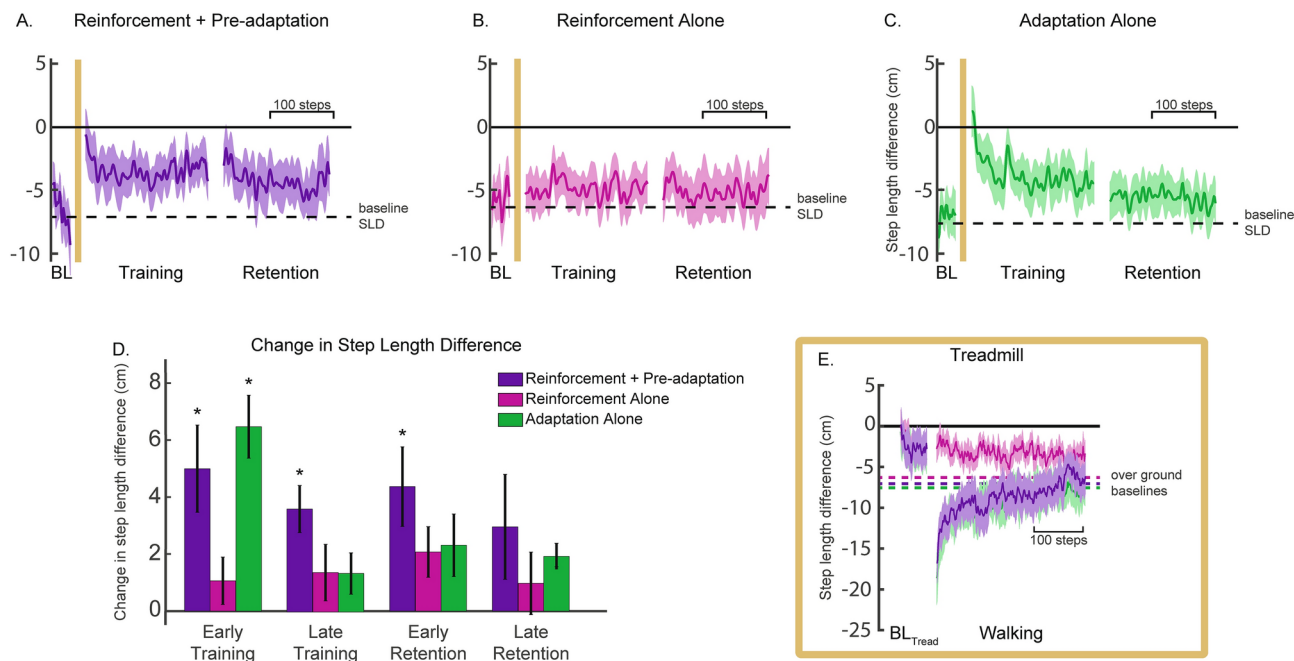 A. Reinforcement + Pre-adaptation
5
0
-5
-10
100 steps
baseline
SLD
BL Training Retention
B. Reinforcement Alone
5
0
-5
-10
100 steps
baseline
SLD
BL Training Retention
C. Adaptation Alone
Step length difference (cm)
5
0
-5
-10
100 steps
baseline
SLD
BL Training Retention
D. Change in Step Length Difference
Change in step length difference (cm)
8
6
4
2
0
* * * *
Reinforcement + Pre-adaptation
Reinforcement Alone
Adaptation Alone
Early
Training
Late
Training
Early
Retention
Late
Retention
E. Treadmill
Step length difference (cm)
5
0
-5
-10
-15
-20
-25
over ground
baselines
100 steps
BLTread Walking